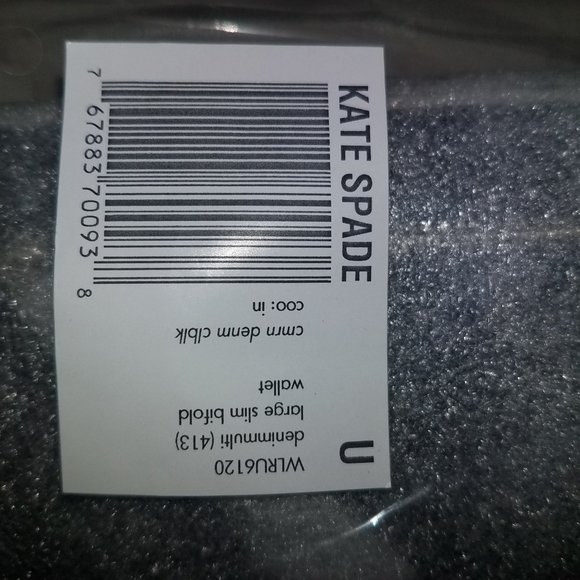 KATE SPADE
U
7 67883 70093 8
WLRU6120
denimmulti (413)
large slim bifold
wallet
cmrn denm clblk
coo: in